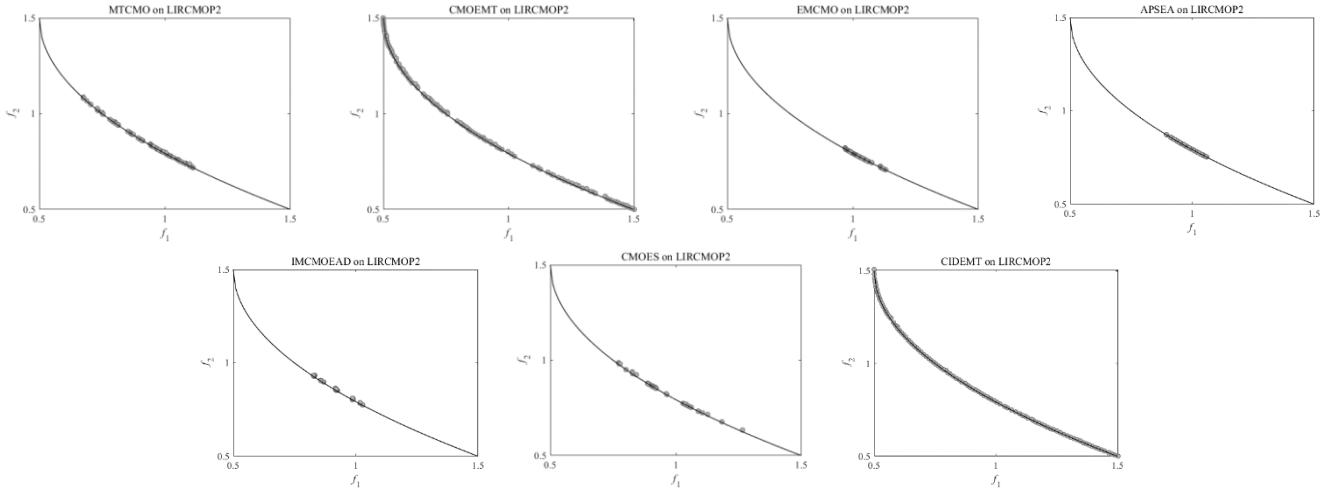 MTCMO on LIRCMOP2
1.5
1
0.5
f2
0.5
1
1.5
f1
CMOEMT on LIRCMOP2
1.5
1
0.5
f2
0.5
1
1.5
f1
EMCMO on LIRCMOP2
1.5
1
0.5
f2
0.5
1
1.5
f1
APSEA on LIRCMOP2
1.5
1
0.5
f2
0.5
1
1.5
f1
IMCMOEAD on LIRCMOP2
1.5
1
0.5
f2
0.5
1
1.5
f1
CMOES on LIRCMOP2
1.5
1
0.5
f2
0.5
1
1.5
f1
CIDEMT on LIRCMOP2
1.5
1
0.5
f2
0.5
1
1.5
f1